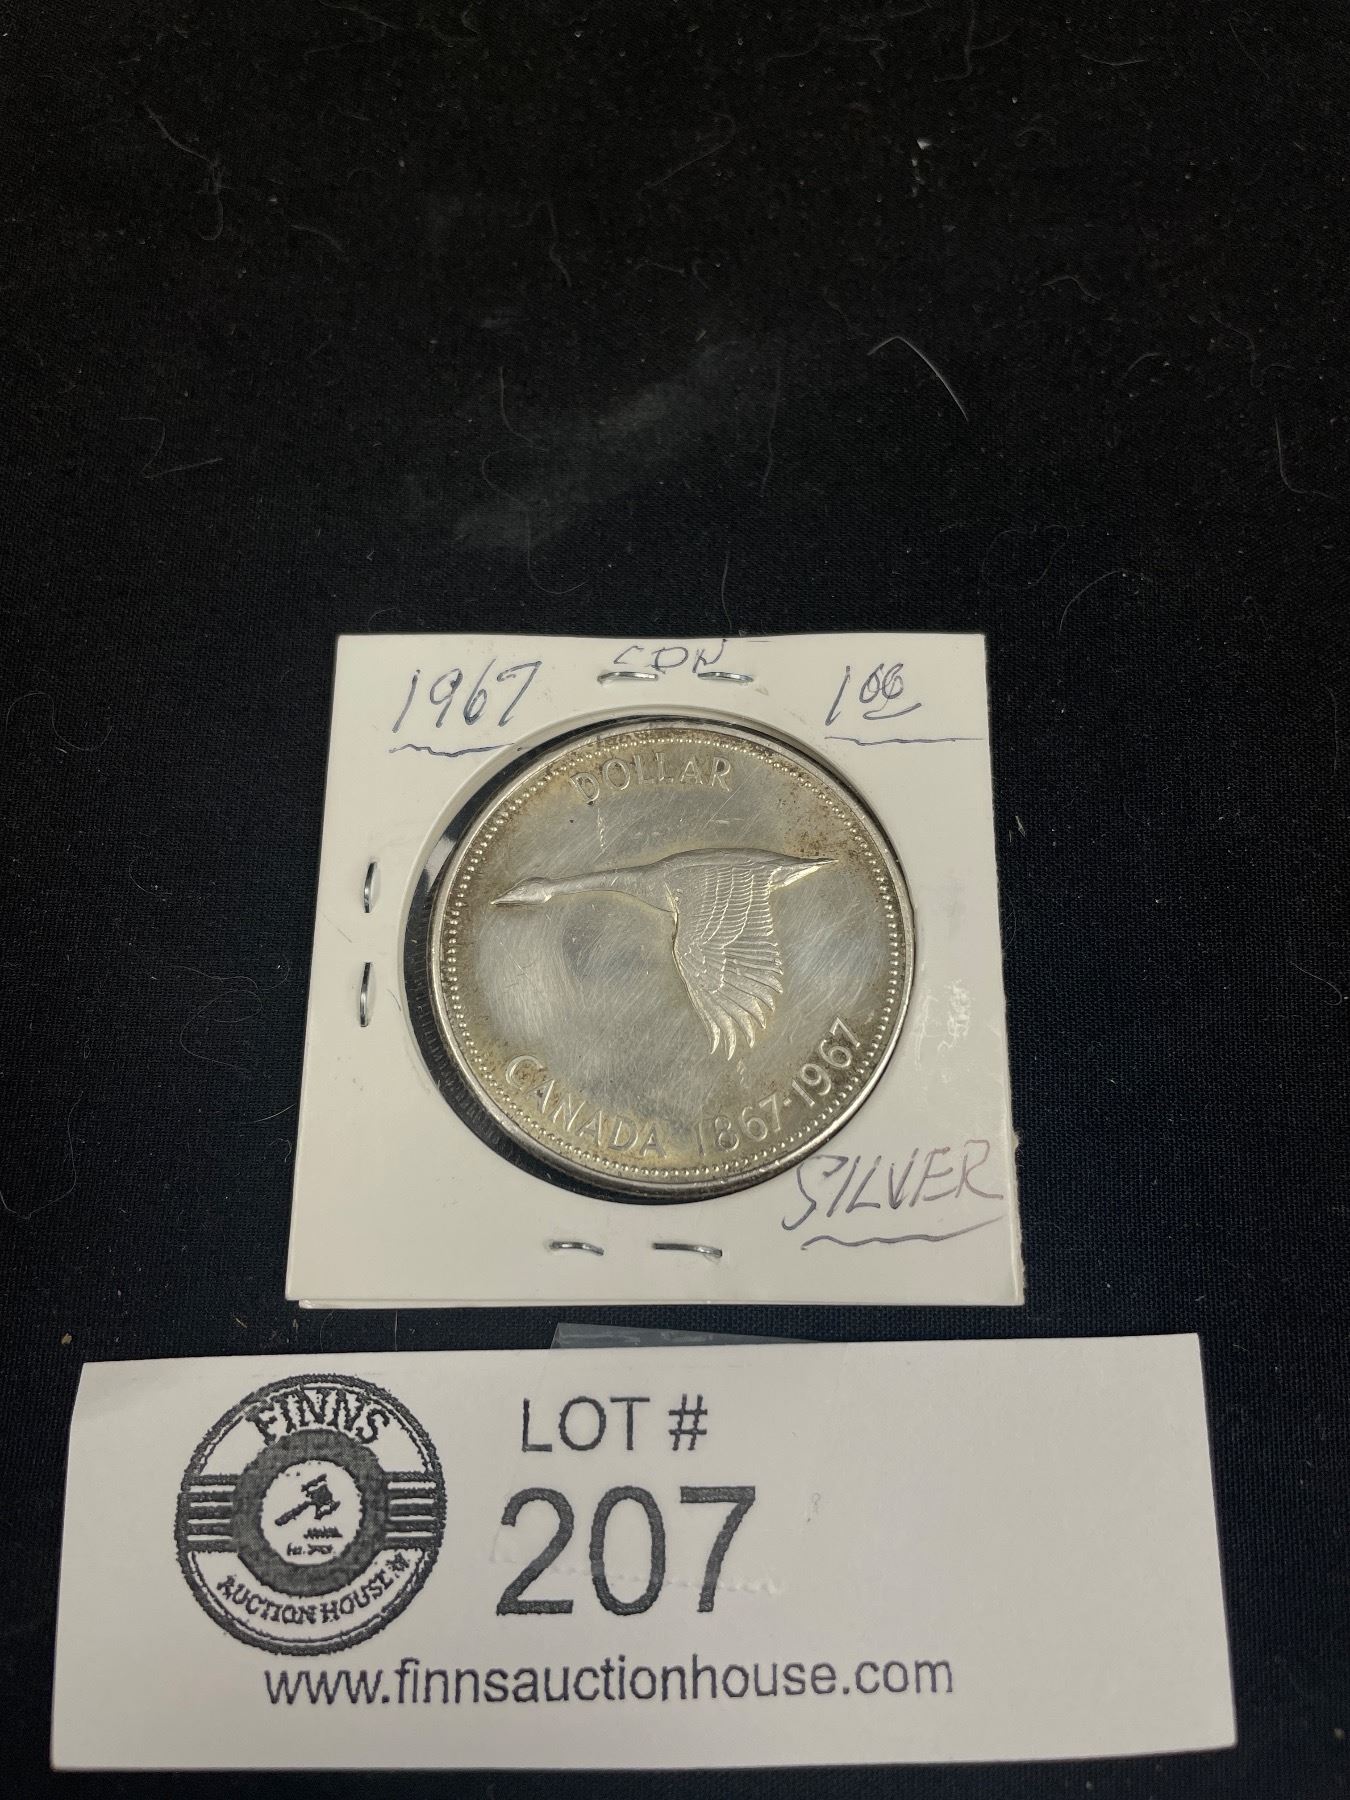 1967 CDN 1.00
DOLLAR
CANADA 1867-1967
SILVER
FINNS
AUCTION HOUSE
LOT #
207
www.finnsauctionhouse.com